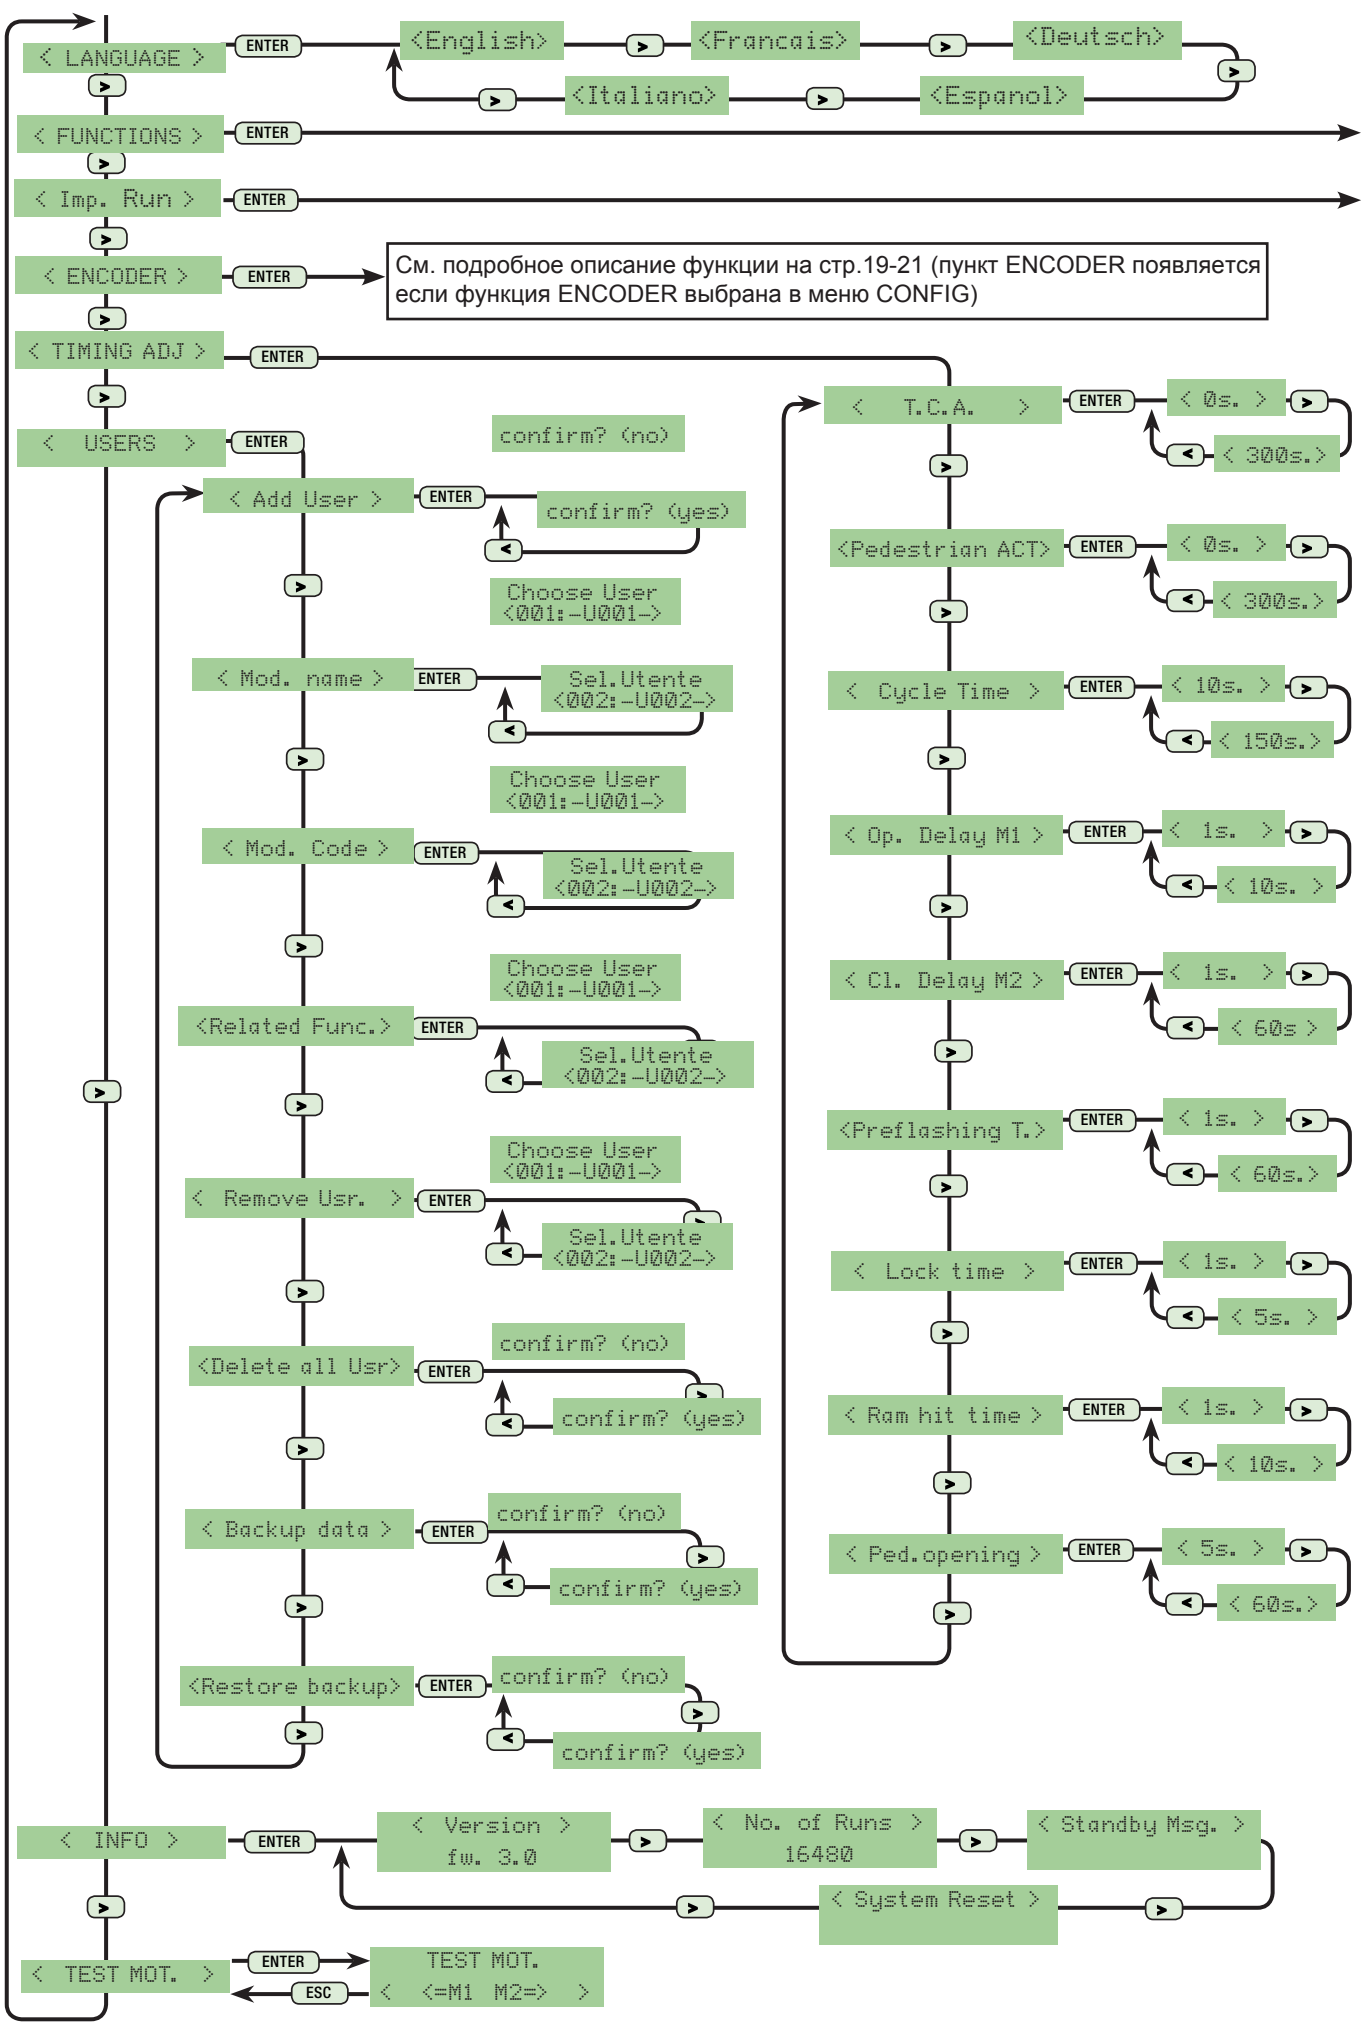 < LANGUAGE >
ENTER
<English>
>
<Francais>
>
<Deutsch>
>
<Espanol>
>
<Italiano>
>
>
< FUNCTIONS >
ENTER
>
< Imp. Run >
ENTER
>
< ENCODER >
ENTER
См. подробное описание функции на стр.19-21 (пункт ENCODER появляется
если функция ENCODER выбрана в меню CONFIG)
>
< TIMING ADJ >
ENTER
>
< USERS >
ENTER
confirm? (no)
< Add User >
ENTER
confirm? (yes)
<
>
Choose User
<001:-U001->
< Mod. name >
ENTER
Sel.Utente
<002:-U002->
<
>
Choose User
<001:-U001->
< Mod. Code >
ENTER
Sel.Utente
<002:-U002->
<
>
Choose User
<001:-U001->
<Related Func.>
ENTER
Sel.Utente
<002:-U002->
<
>
>
Choose User
<001:-U001->
< Remove Usr. >
ENTER
>
Sel.Utente
<002:-U002->
<
>
confirm? (no)
<Delete all Usr>
ENTER
>
confirm? (yes)
<
>
confirm? (no)
< Backup data >
ENTER
>
confirm? (yes)
<
>
confirm? (no)
<Restore backup>
ENTER
>
confirm? (yes)
<
>
< T.C.A. >
ENTER
< 0s. >
>
< 300s.>
<
>
<Pedestrian ACT>
ENTER
< 0s. >
>
< 300s.>
<
>
< Cycle Time >
ENTER
< 10s. >
>
< 150s.>
<
>
< Op. Delay M1 >
ENTER
< 1s. >
>
< 10s. >
<
>
< Cl. Delay M2 >
ENTER
< 1s. >
>
< 60s >
<
>
<Preflashing T.>
ENTER
< 1s. >
>
< 60s.>
<
>
< Lock time >
ENTER
< 1s. >
>
< 5s. >
<
>
< Ram hit time >
ENTER
< 1s. >
>
< 10s. >
<
>
< Ped.opening >
ENTER
< 5s. >
>
< 60s.>
<
>
< INFO >
ENTER
< Version >
fw. 3.0
>
< No. of Runs >
16480
>
< Standby Msg. >
>
< System Reset >
>
>
< TEST MOT. >
ENTER
ESC
TEST MOT.
< <=M1 M2=> >